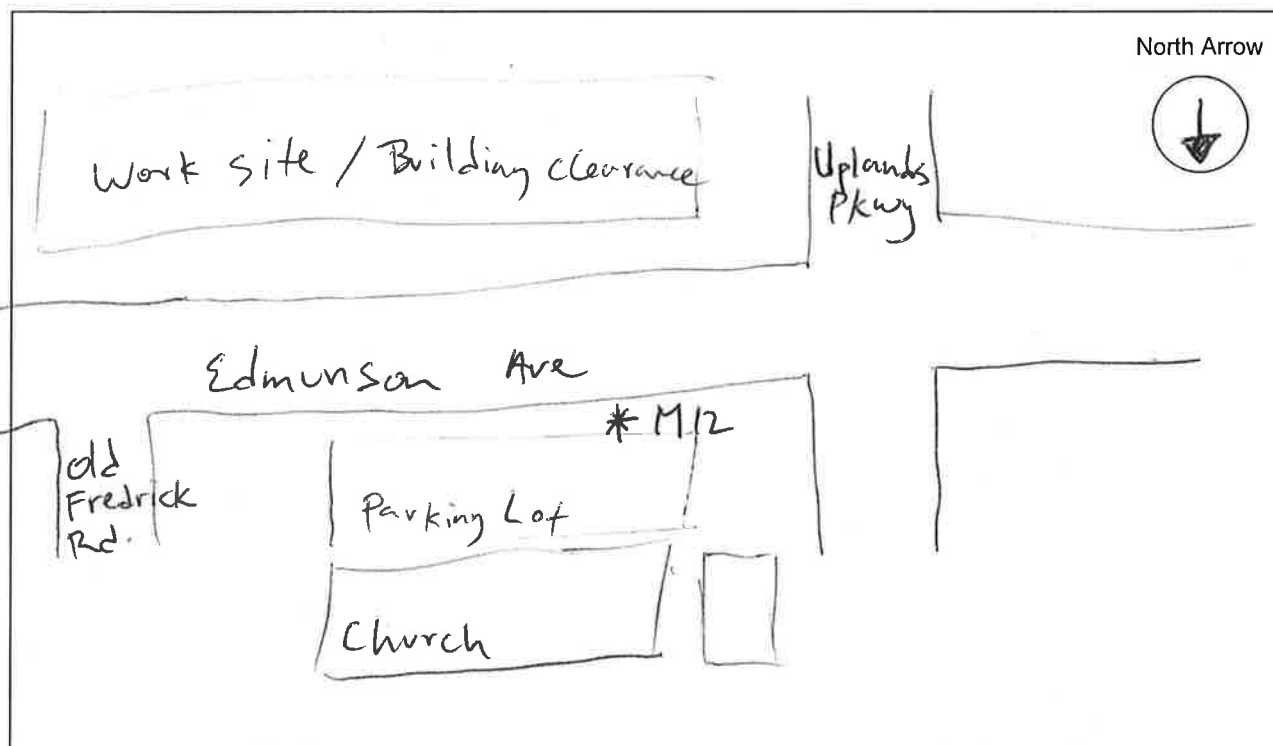 North Arrow
Work site / Building clearance
Uplands
Pkwy
Edmunson Ave
* M12
Old
Fredrick
Rd.
Parking Lot
Church